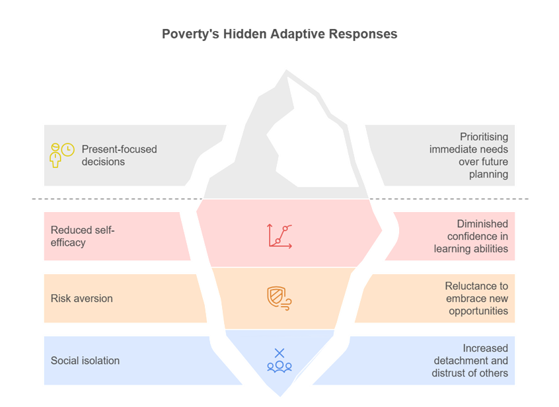 Poverty's Hidden Adaptive Responses
Present-focused
decisions
Prioritising
immediate needs
over future
planning
Reduced self-
efficacy
Diminished
confidence in
learning abilities
Risk aversion
Reluctance to
embrace new
opportunities
Social isolation
Increased
detachment and
distrust of others